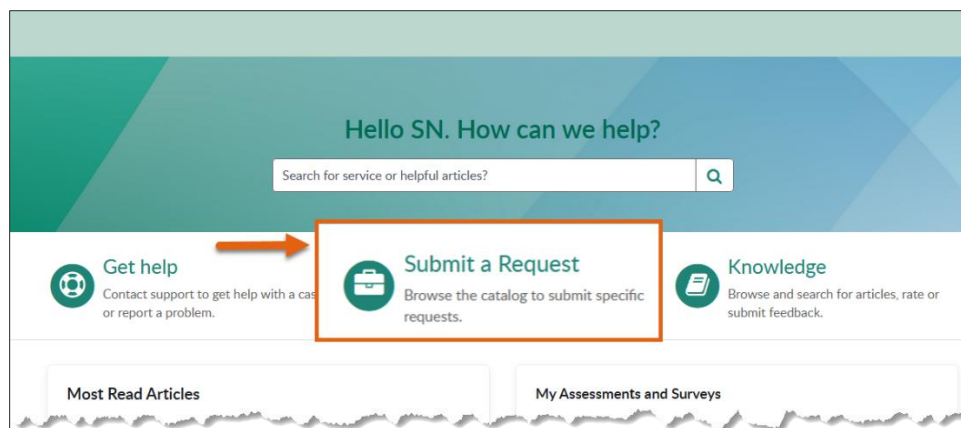 Hello SN. How can we help?
Search for service or helpful articles?
Get help
Contact support to get help with a
or report a problem.
Submit a Request
Browse the catalog to submit specific
requests.
Knowledge
Browse and search for articles, rate or
submit feedback.
Most Read Articles
My Assessments and Surveys